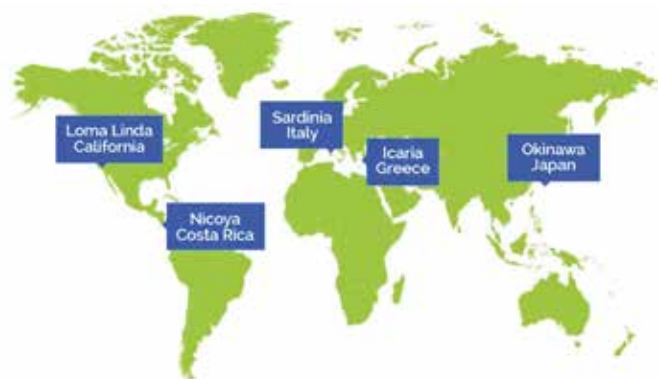 Loma Linda
California
Sardinia
Italy
Icaria
Greece
Okinawa
Japan
Nicoya
Costa Rica